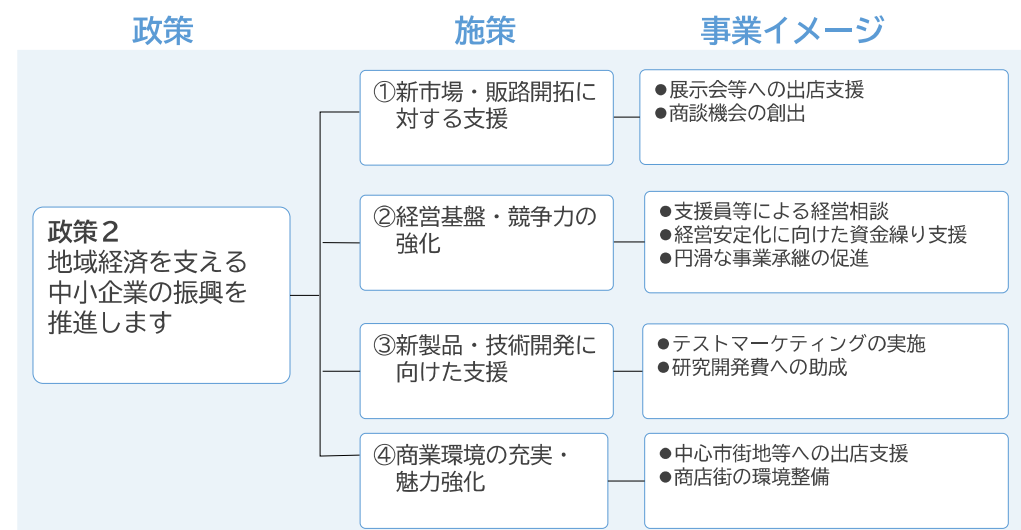 政策
施策
事業イメージ
政策２
地域経済を支える
中小企業の振興を
推進します
①新市場・販路開拓に
対する支援
●展示会等への出店支援
●商談機会の創出
②経営基盤・競争力の
強化
●支援員等による経営相談
●経営安定化に向けた資金繰り支援
●円滑な事業承継の促進
③新製品・技術開発に
向けた支援
●テストマーケティングの実施
●研究開発費への助成
④商業環境の充実・
魅力強化
●中心市街地等への出店支援
●商店街の環境整備